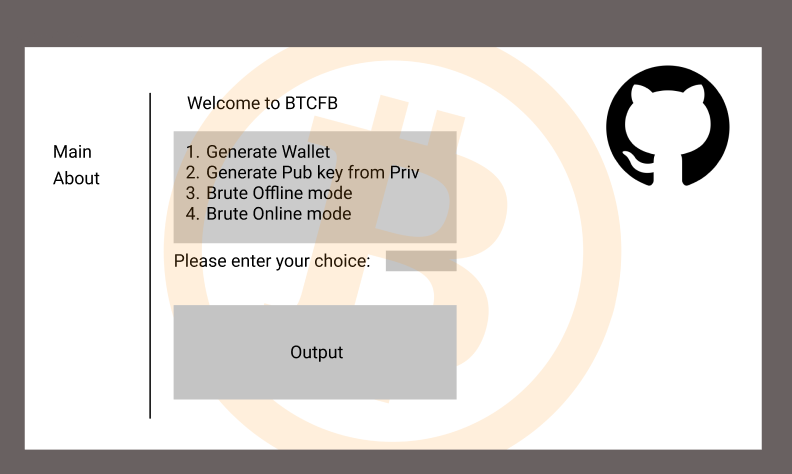 Welcome to BTCFB
Main
About
1. Generate Wallet
2. Generate Pub key from Priv
3. Brute Offline mode
4. Brute Online mode
Please enter your choice:
Output